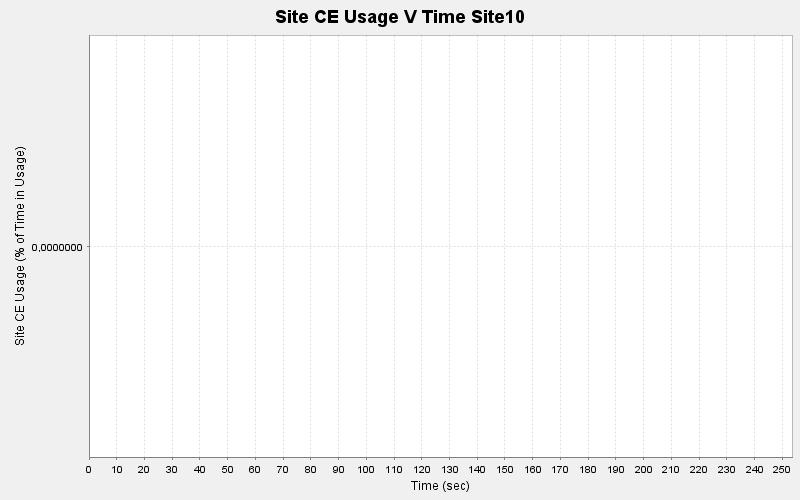 Site CE Usage V Time Site10
Site CE Usage (% of Time in Usage)
0,0000000
0 10 20 30 40 50 60 70 80 90 100 110 120 130 140 150 160 170 180 190 200 210 220 230 240 250
Time (sec)